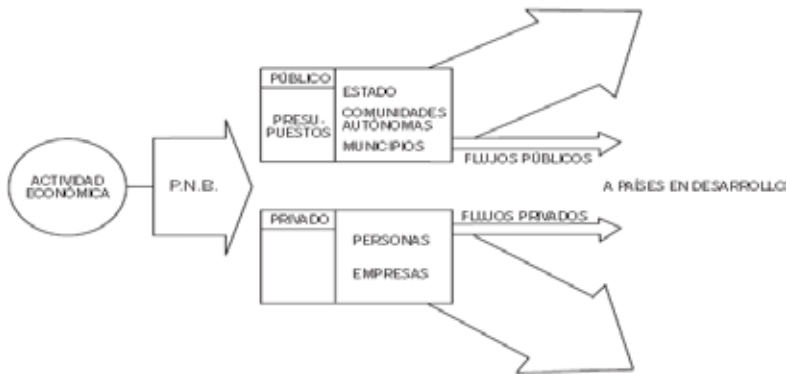 ACTIVIDAD
ECONÓMICA
P.N.B.
PÚBLICO
PRESU-
PUESTOS
ESTADO
COMUNIDADES
AUTÓNOMAS
MUNICIPIOS
FLUJOS PÚBLICOS
A PAÍSES EN DESARROLLO
PRIVADO
PERSONAS
EMPRESAS
FLUJOS PRIVADOS